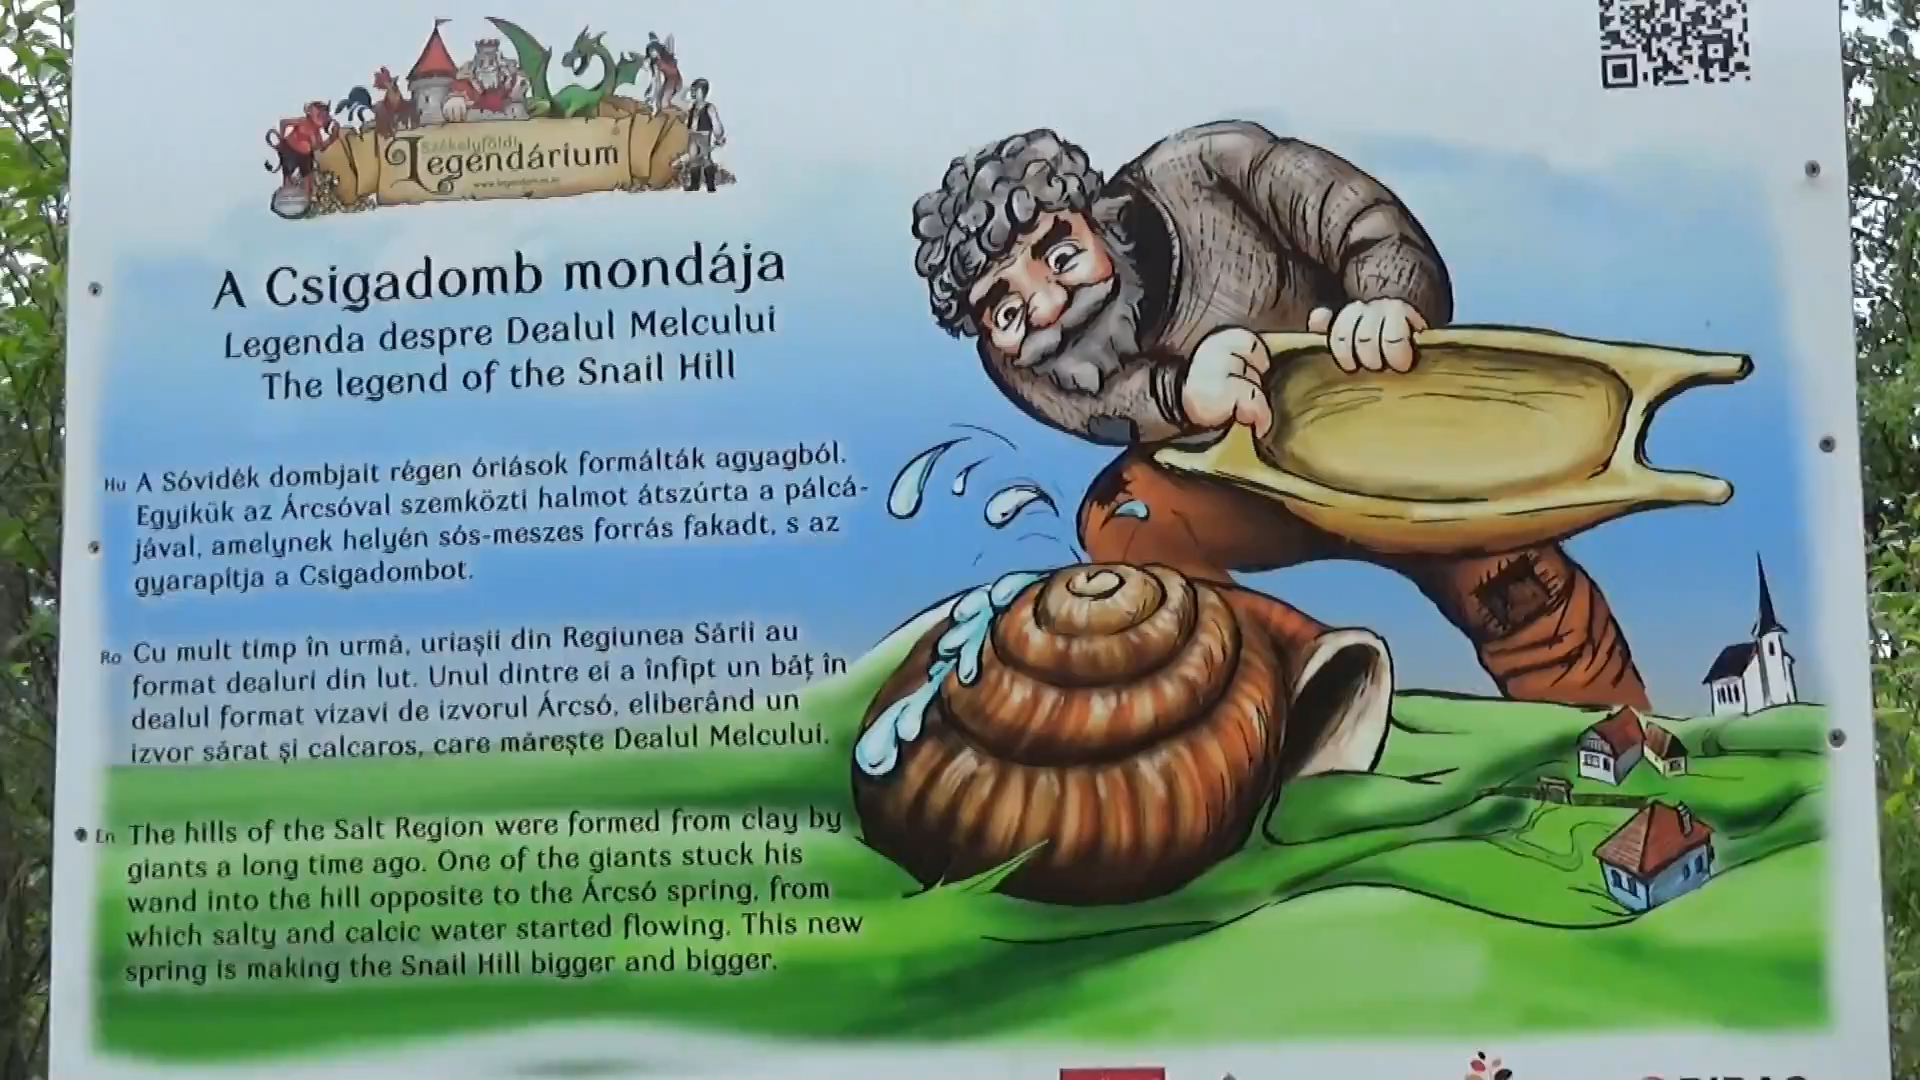 Székelyföldi
Legendárium
A Csigadomb mondája
Legenda despre Dealul Melcului
The legend of the Snail Hill
Hu A Sóvidék dombjait régen óriások formálták agyagból.
Egyikük az Árcsóval szemközti halmot átszúrta a pálcá-
jával, amelynek helyén sós-meszes forrás fakadt, s az
gyarapítja a Csigadombot.
Ro Cu mult timp în urmă, uriașii din Regiunea Sării au
format dealuri din lut. Unul dintre ei a înfipt un băț în
dealul format vizavi de izvorul Árcsó, eliberând un
izvor sărat și calcaros, care mărește Dealul Melcului.
En The hills of the Salt Region were formed from clay by
giants a long time ago. One of the giants stuck his
wand into the hill opposite to the Árcsó spring, from
which salty and calcic water started flowing. This new
spring is making the Snail Hill bigger and bigger.